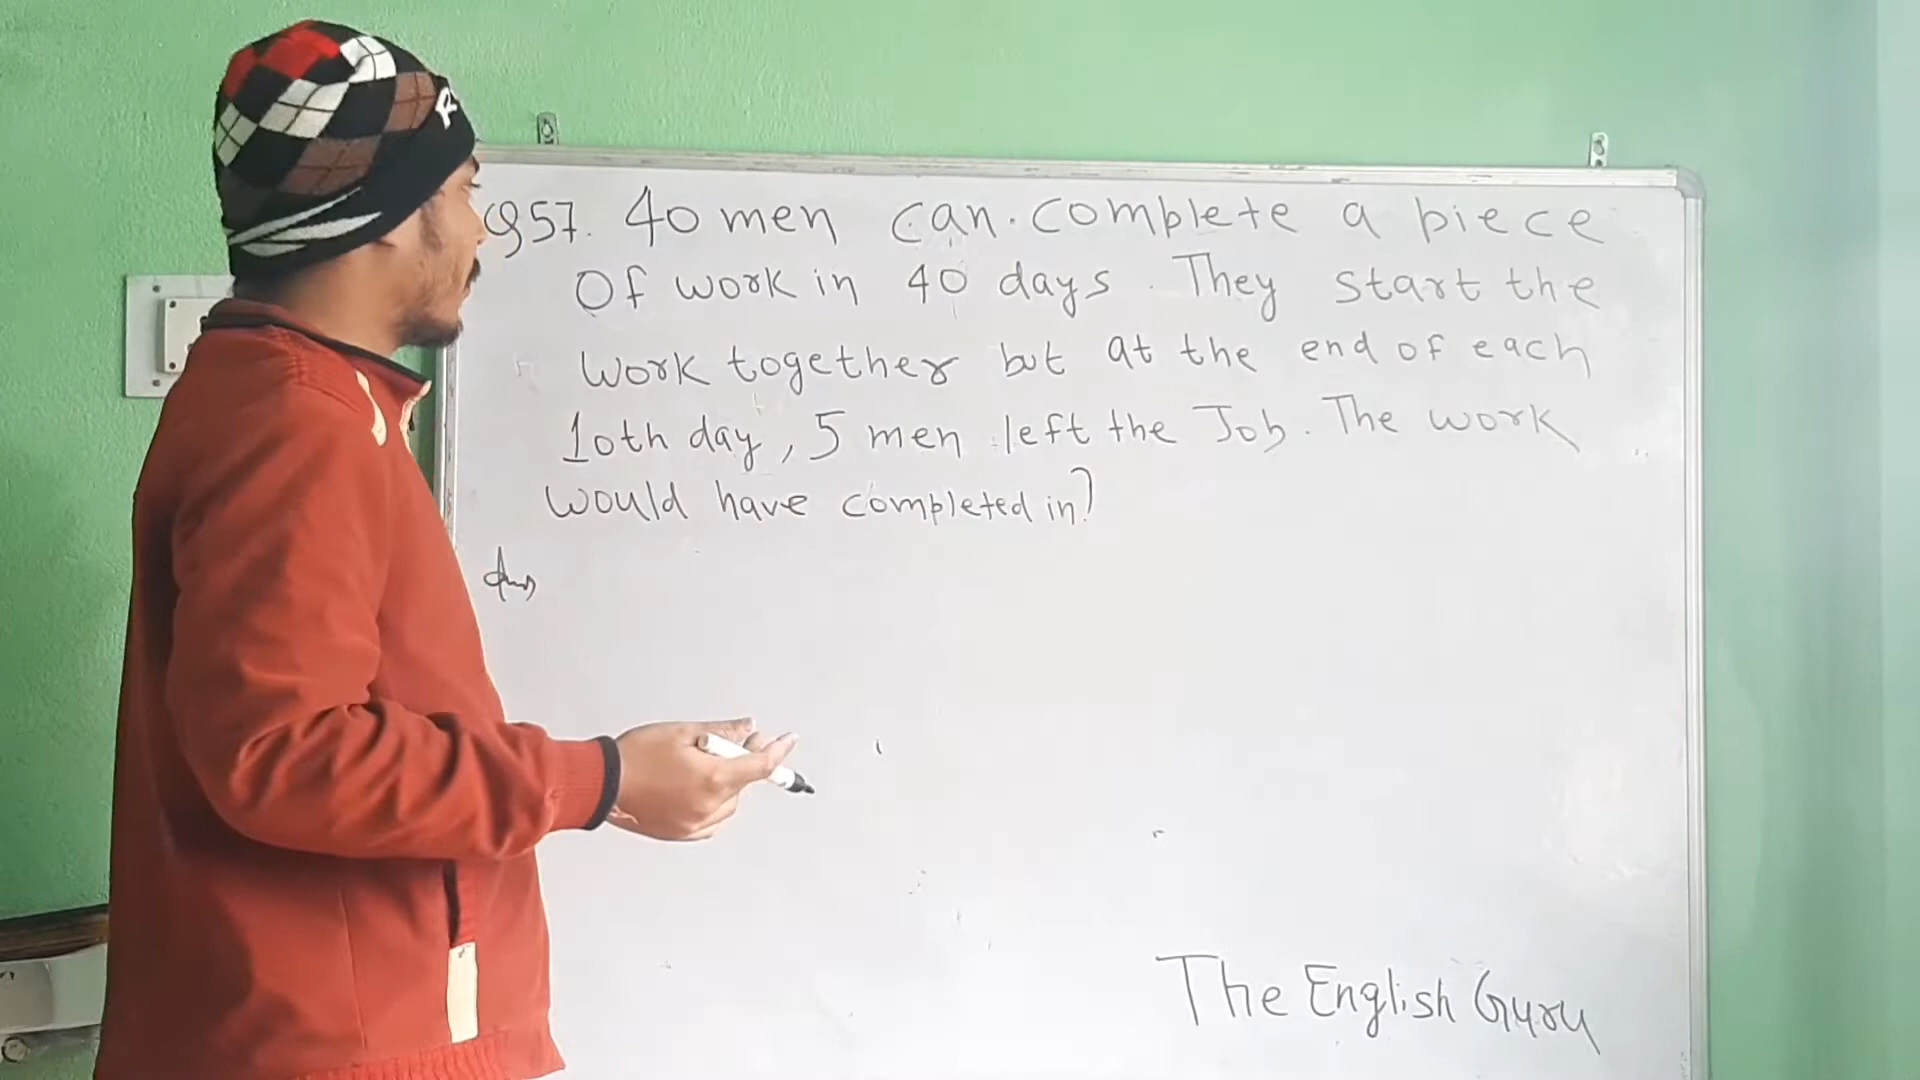 Q57. 40 men can complete a piece
of work in 40 days. They start the
work together but at the end of each
10th day, 5 men left the Job. The work
would have completed in?
Ans
The English Guru